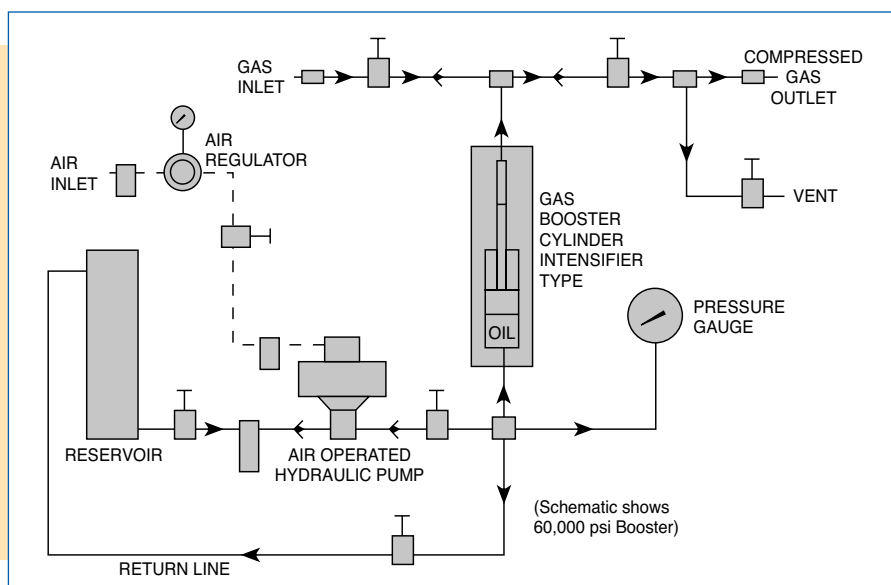 GAS
INLET
COMPRESSED
GAS
OUTLET
AIR
REGULATOR
AIR
INLET
VENT
GAS
BOOSTER
CYLINDER
INTENSIFIER
TYPE
OIL
PRESSURE
GAUGE
RESERVOIR
AIR OPERATED
HYDRAULIC PUMP
(Schematic shows
60,000 psi Booster)
RETURN LINE